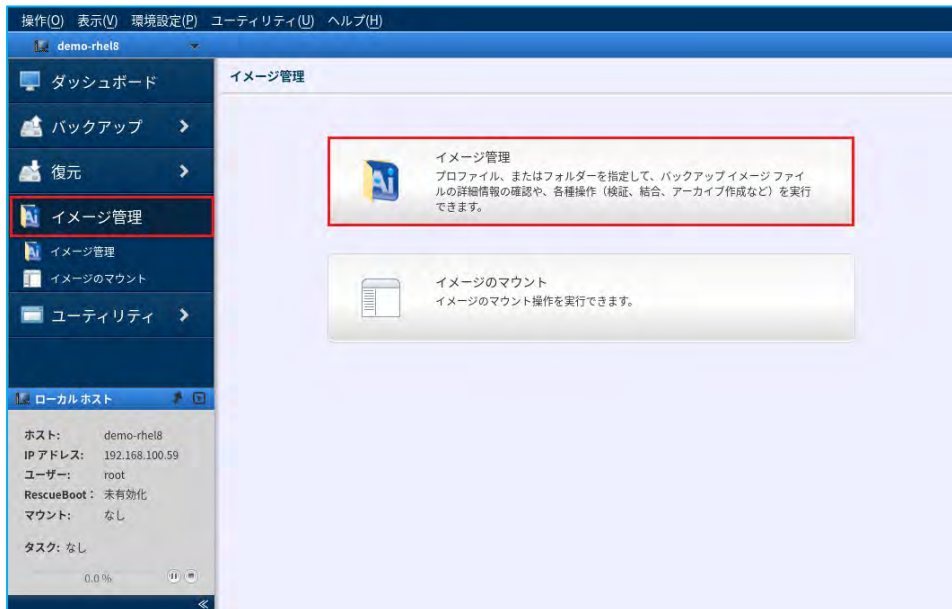 操作(O) 表示(V) 環境設定(P) ユーティリティ(U) ヘルプ(H)
demo-rhel8
ダッシュボード
バックアップ
復元
イメージ管理
イメージ管理
イメージのマウント
ユーティリティ
ローカル ホスト
ホスト: demo-rhel8
IP アドレス: 192.168.100.59
ユーザー: root
RescueBoot: 未有効化
マウント: なし
タスク: なし
0.0 %
イメージ管理
イメージ管理
プロファイル、またはフォルダーを指定して、バックアップ イメージ ファイ
ルの詳細情報の確認や、各種操作（検証、結合、アーカイブ作成など）を実行
できます。
イメージのマウント
イメージのマウント操作を実行できます。